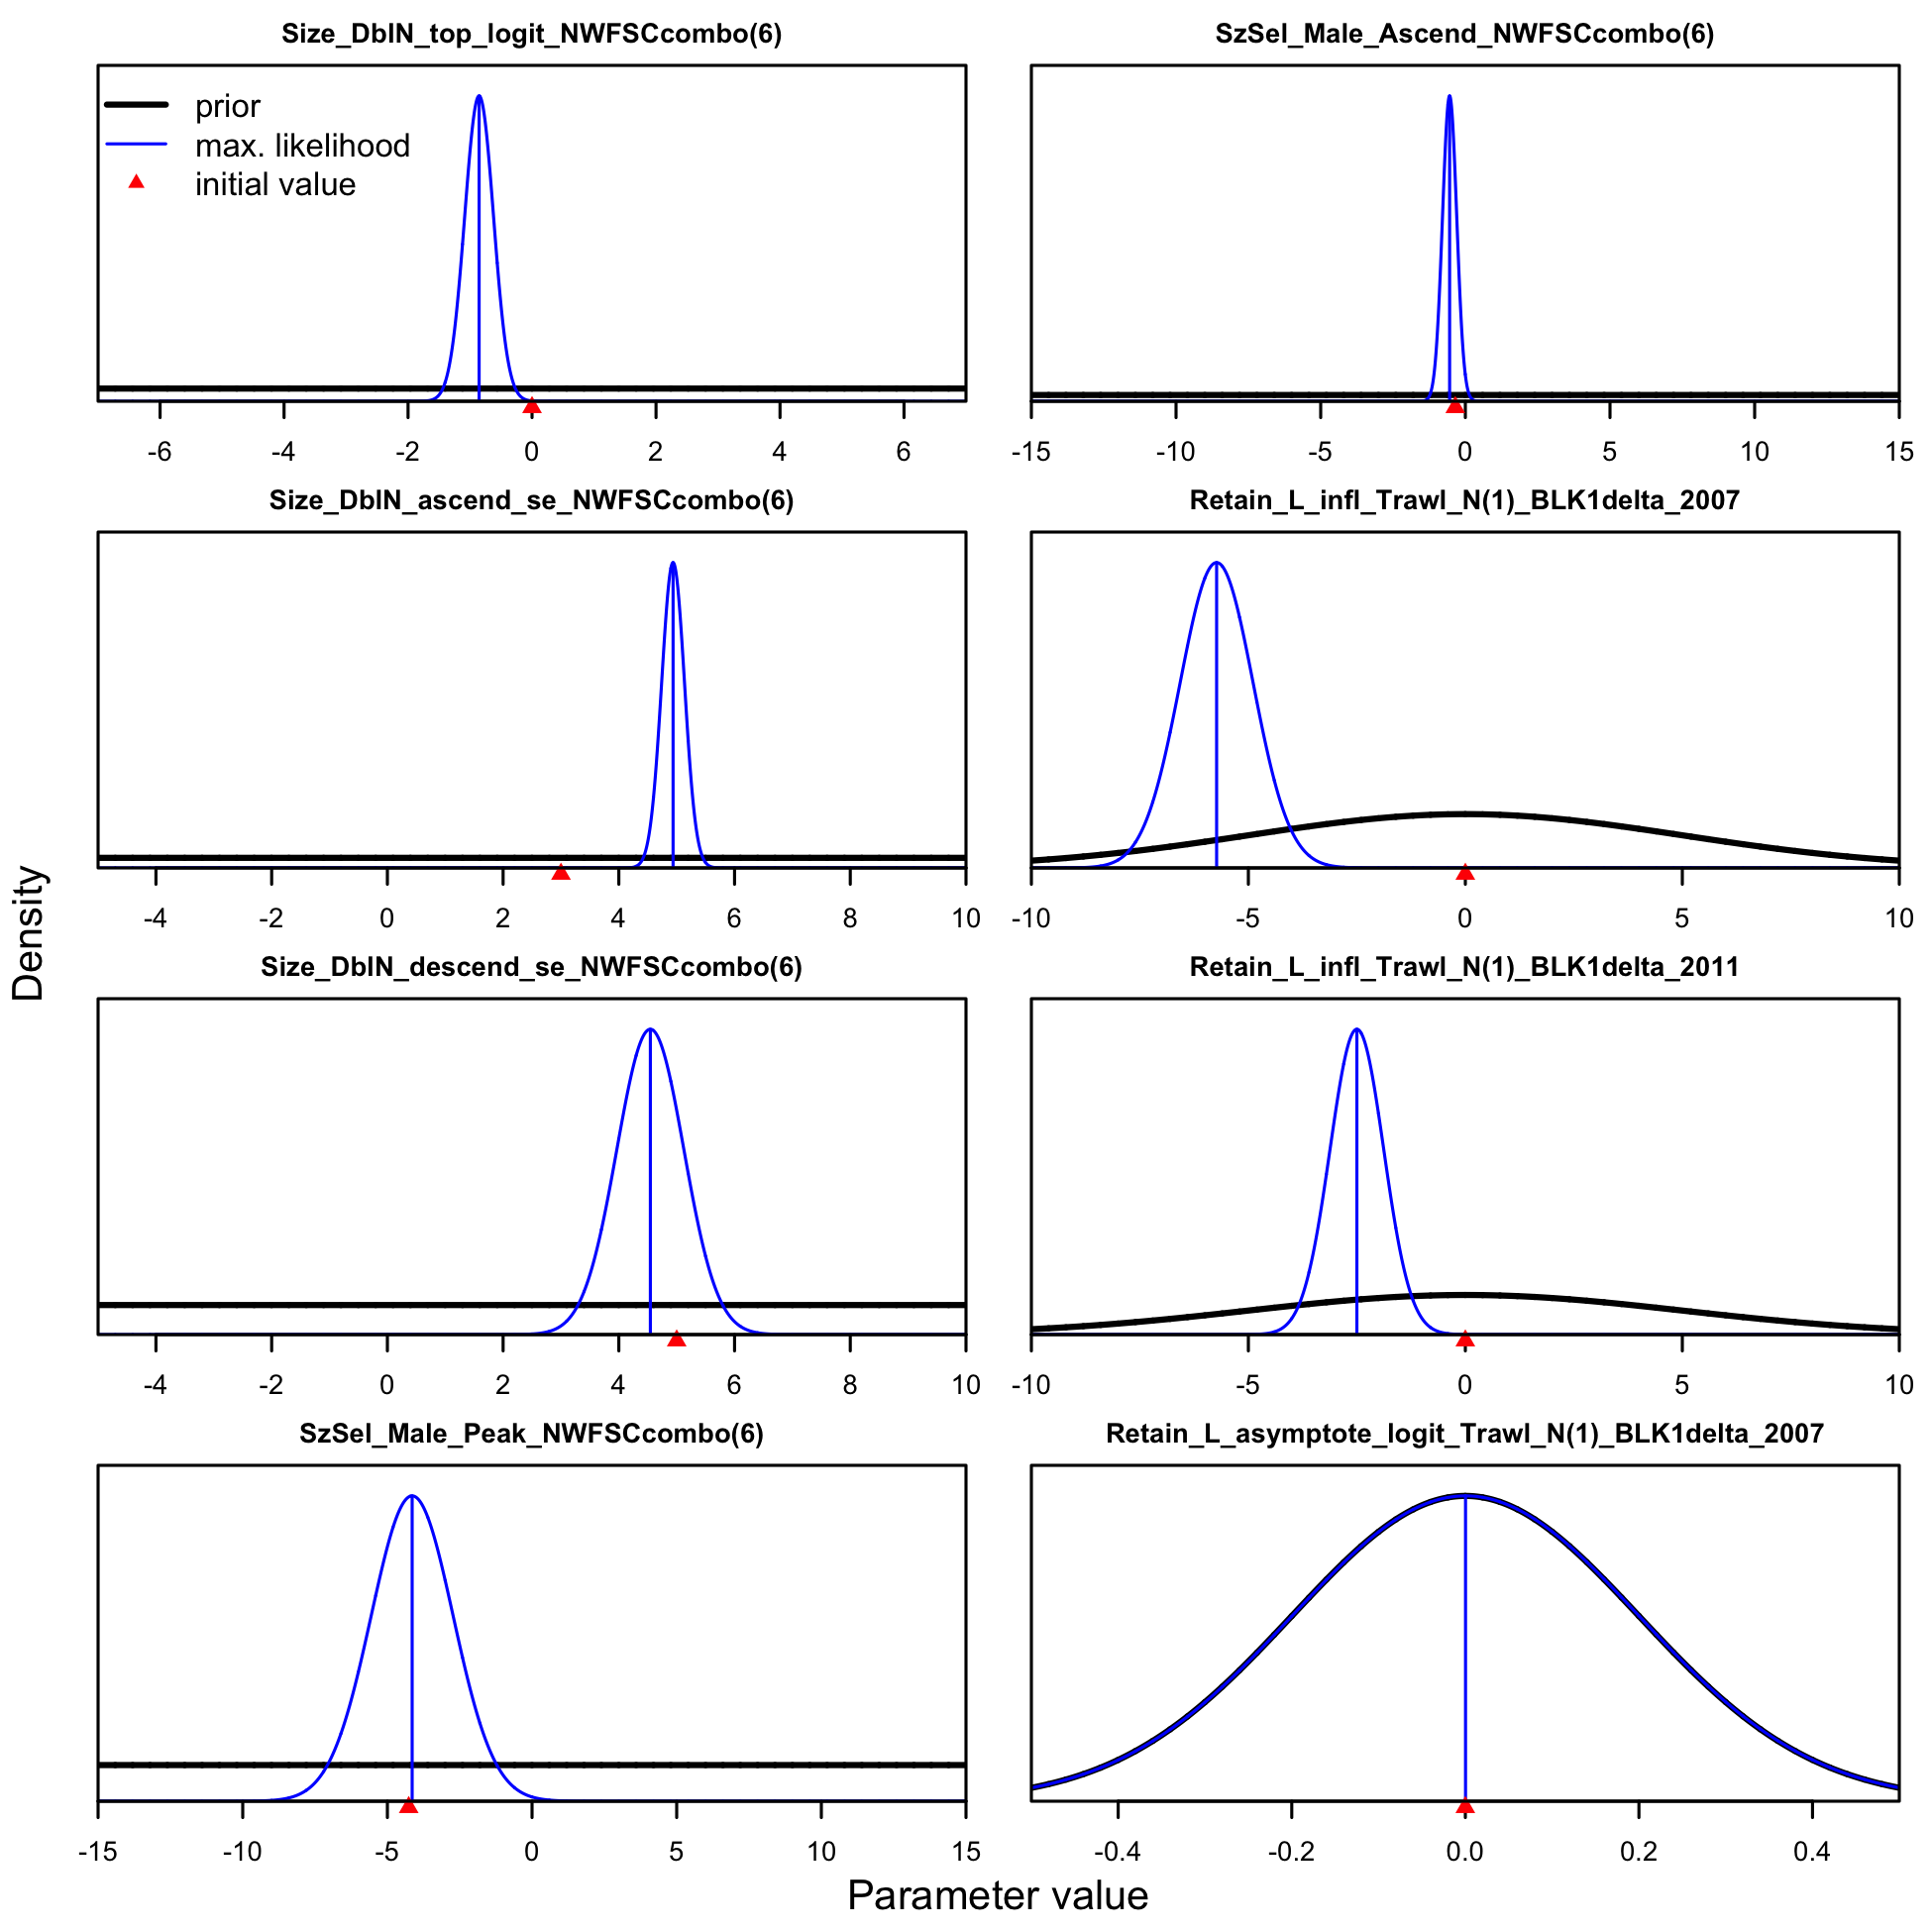 Size_DblN_top_logit_NWFSCcombo(6)
prior
max. likelihood
initial value
-6 -4 -2 0 2 4 6
SzSel_Male_Ascend_NWFSCcombo(6)
-15 -10 -5 0 5 10 15
Size_DblN_ascend_se_NWFSCcombo(6)
-4 -2 0 2 4 6 8 10
Retain_L_infl_Trawl_N(1)_BLK1delta_2007
-10 -5 0 5 10
Size_DblN_descend_se_NWFSCcombo(6)
-4 -2 0 2 4 6 8 10
Retain_L_infl_Trawl_N(1)_BLK1delta_2011
-10 -5 0 5 10
SzSel_Male_Peak_NWFSCcombo(6)
-15 -10 -5 0 5 10 15
Retain_L_asymptote_logit_Trawl_N(1)_BLK1delta_2007
-0.4 -0.2 0.0 0.2 0.4
Density
Parameter value